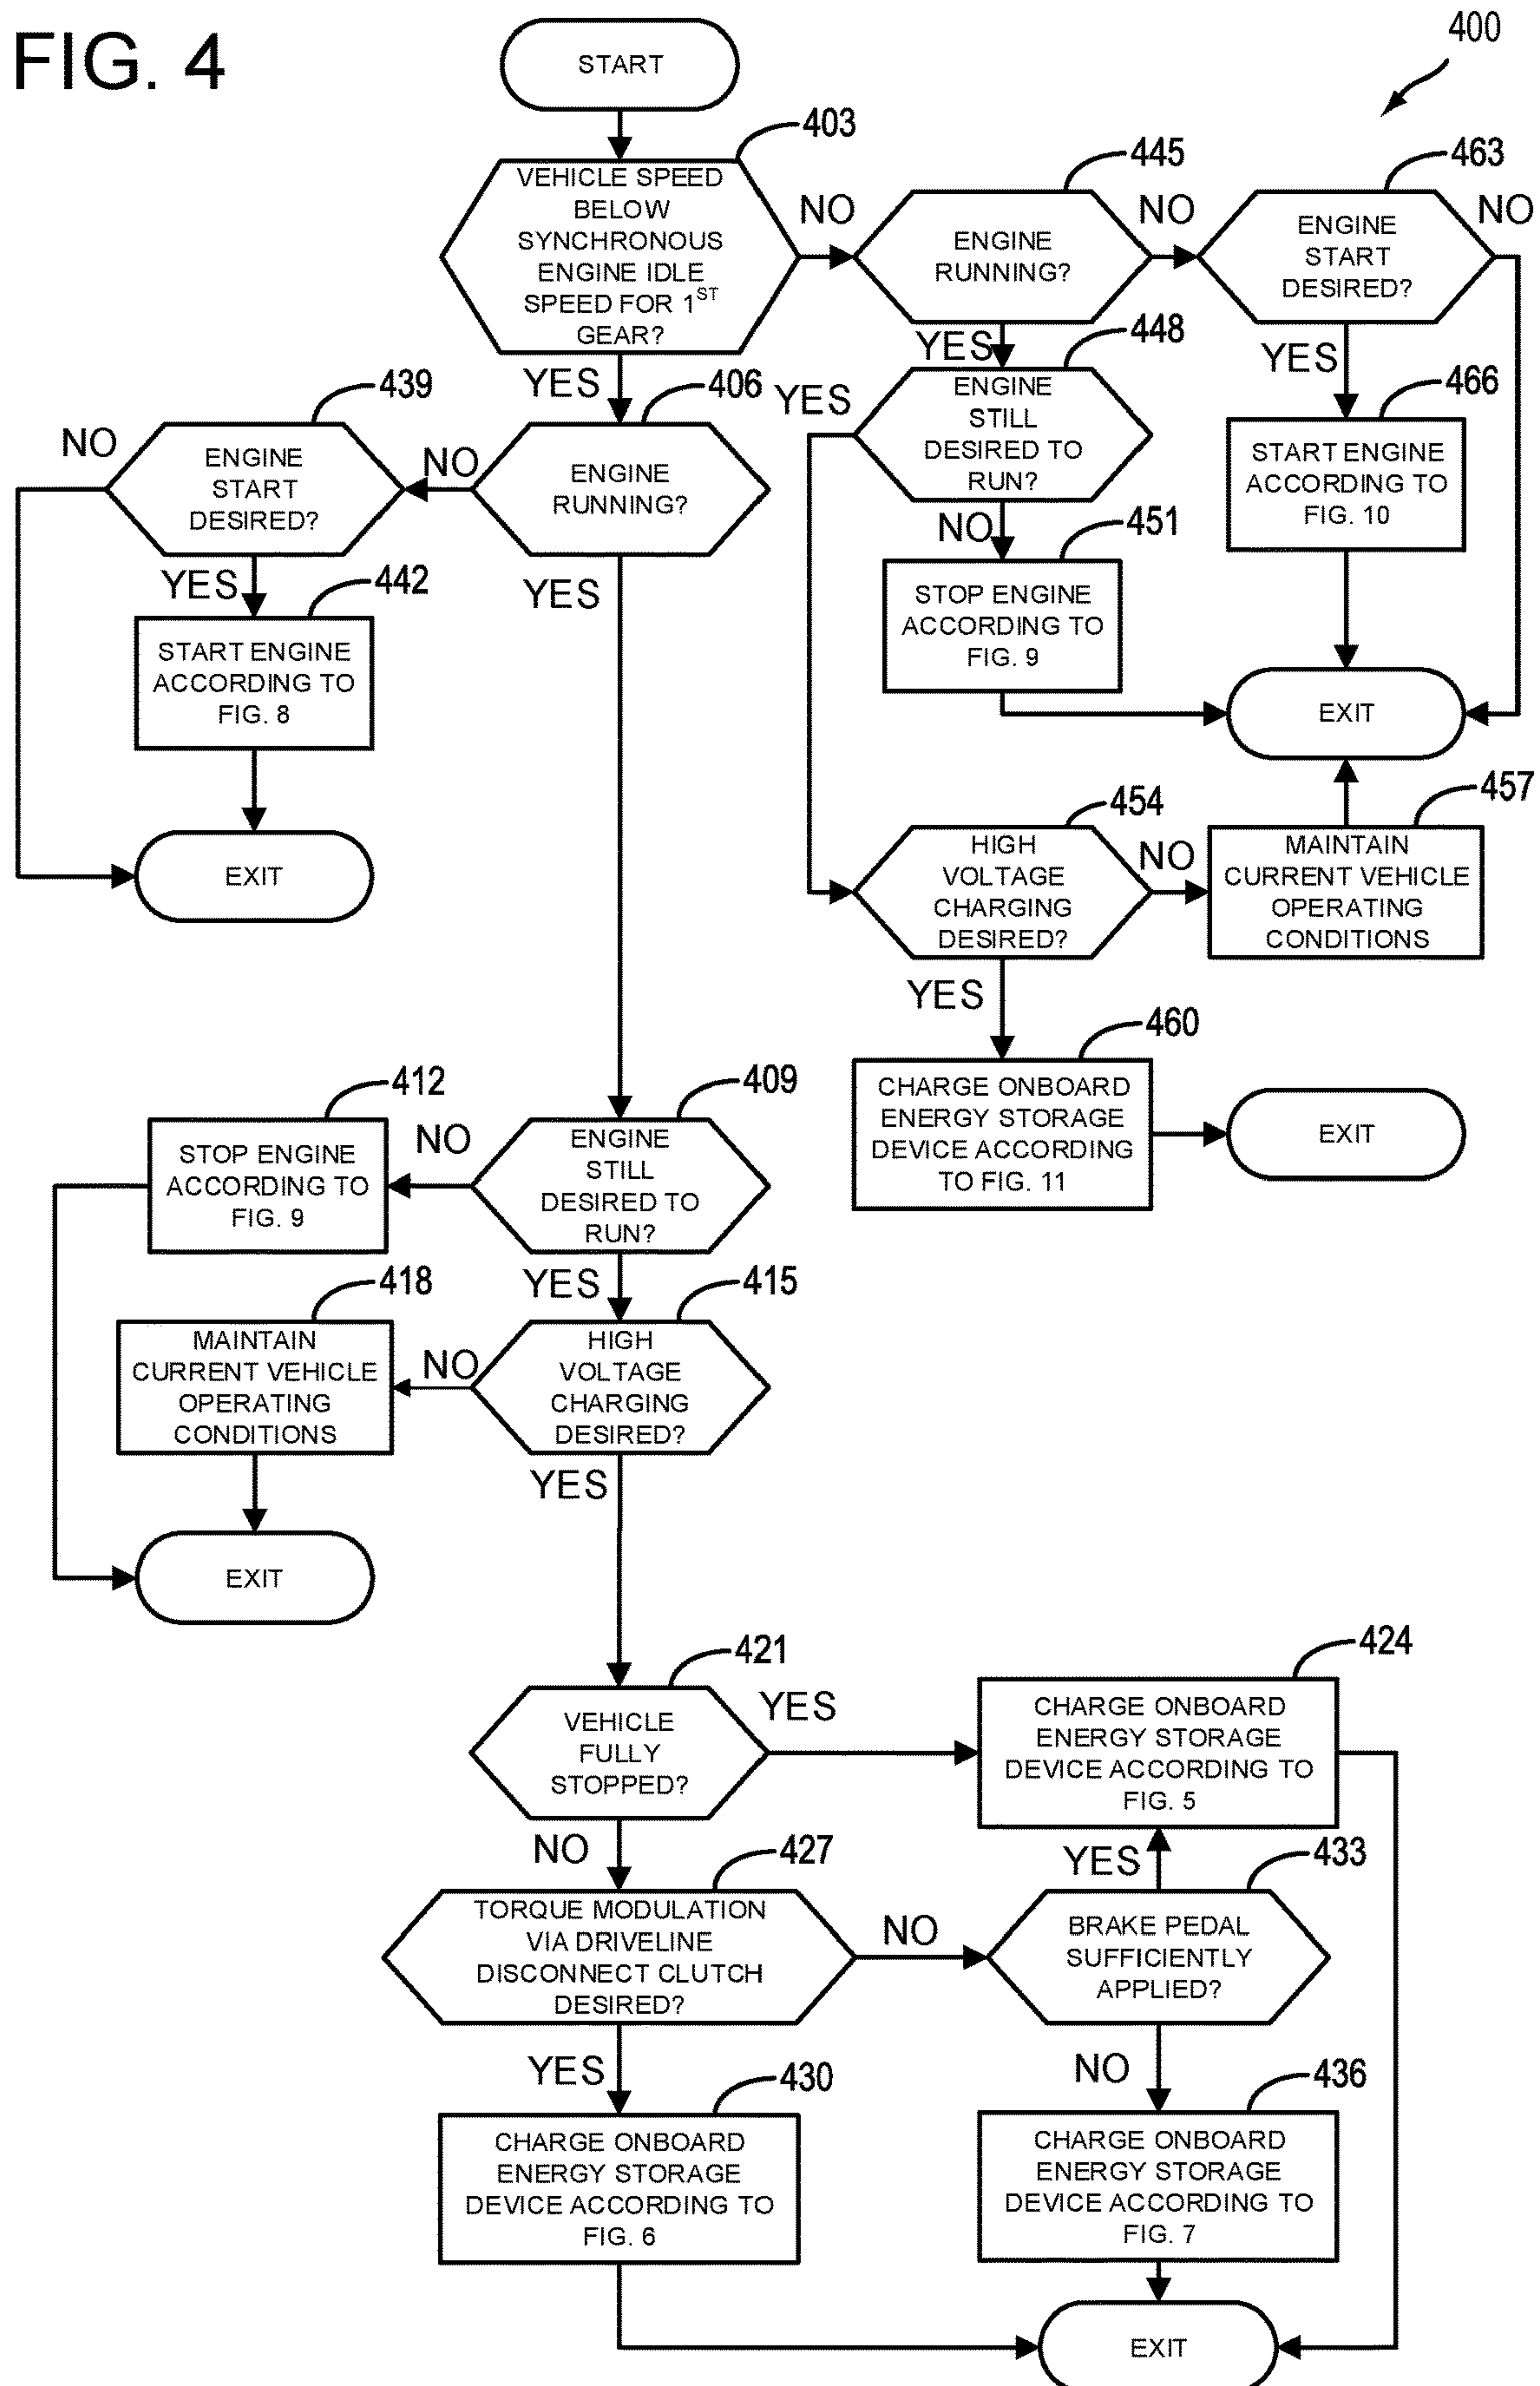 FIG. 4
400
START
403
VEHICLE SPEED
BELOW
SYNCHRONOUS
ENGINE IDLE
SPEED FOR 1ST
GEAR?
NO
445
ENGINE
RUNNING?
NO
463
ENGINE
START
DESIRED?
NO
YES
448
YES
466
YES
406
YES
ENGINE
STILL
DESIRED TO
RUN?
START ENGINE
ACCORDING TO
FIG. 10
439
NO
ENGINE
START
DESIRED?
NO
ENGINE
RUNNING?
NO
451
STOP ENGINE
ACCORDING TO
FIG. 9
YES
442
YES
START ENGINE
ACCORDING TO
FIG. 8
EXIT
EXIT
454
HIGH
VOLTAGE
CHARGING
DESIRED?
NO
457
MAINTAIN
CURRENT VEHICLE
OPERATING
CONDITIONS
YES
460
CHARGE ONBOARD
ENERGY STORAGE
DEVICE ACCORDING
TO FIG. 11
EXIT
412
STOP ENGINE
ACCORDING TO
FIG. 9
NO
409
ENGINE
STILL
DESIRED TO
RUN?
YES
418
MAINTAIN
CURRENT VEHICLE
OPERATING
CONDITIONS
NO
415
HIGH
VOLTAGE
CHARGING
DESIRED?
YES
EXIT
421
VEHICLE
FULLY
STOPPED?
YES
424
CHARGE ONBOARD
ENERGY STORAGE
DEVICE ACCORDING TO
FIG. 5
NO
427
YES
433
TORQUE MODULATION
VIA DRIVELINE
DISCONNECT CLUTCH
DESIRED?
NO
BRAKE PEDAL
SUFFICIENTLY
APPLIED?
YES
430
NO
436
CHARGE ONBOARD
ENERGY STORAGE
DEVICE ACCORDING TO
FIG. 6
CHARGE ONBOARD
ENERGY STORAGE
DEVICE ACCORDING TO
FIG. 7
EXIT